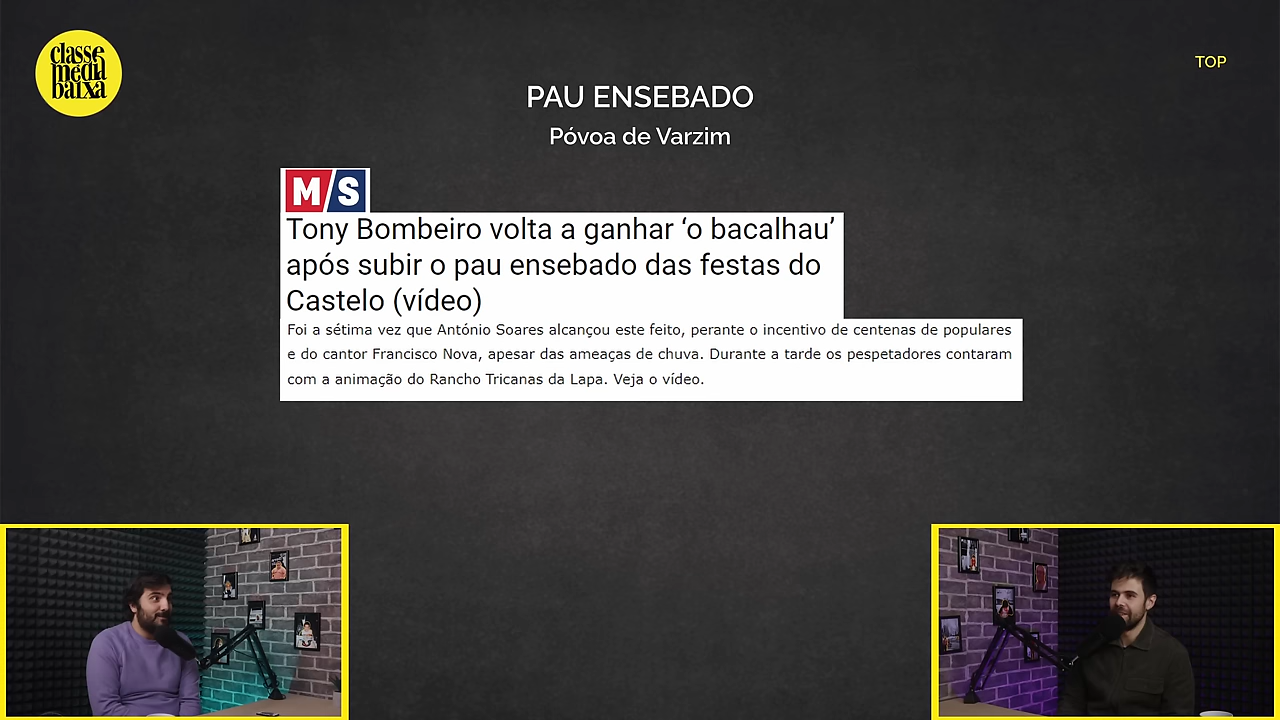 classe
média
baixa
TOP
PAU ENSEBADO
Póvoa de Varzim
M/S
Tony Bombeiro volta a ganhar ‘o bacalhau’
após subir o pau ensebado das festas do
Castelo (vídeo)
Foi a sétima vez que António Soares alcançou este feito, perante o incentivo de centenas de populares
e do cantor Francisco Nova, apesar das ameaças de chuva. Durante a tarde os pespetadores contaram
com a animação do Rancho Tricanas da Lapa. Veja o vídeo.